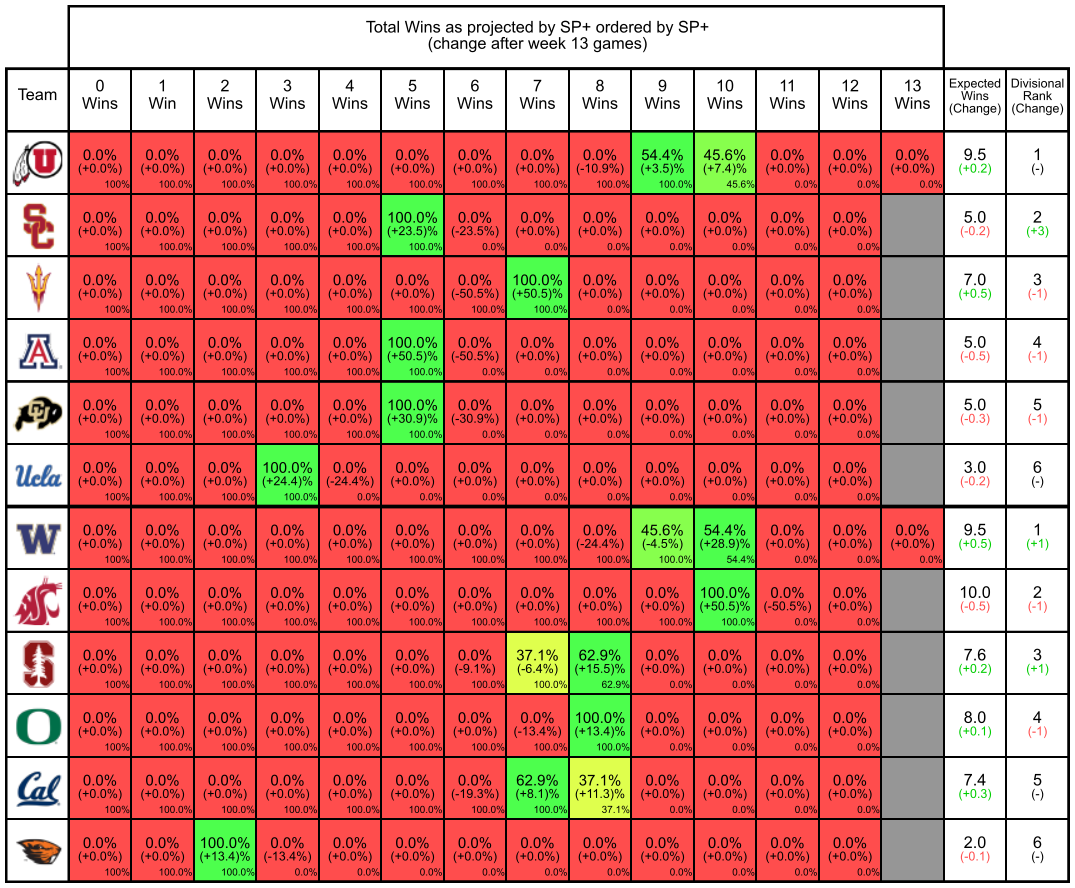 Total Wins as projected by SP+ ordered by SP+
(change after week 13 games)
Team 0 Wins 1 Win 2 Wins 3 Wins 4 Wins 5 Wins 6 Wins 7 Wins 8 Wins 9 Wins 10 Wins 11 Wins 12 Wins 13 Wins Expected Wins (Change) Divisional Rank (Change)
U 0.0% 0.0% 0.0% 0.0% 0.0% 0.0% 0.0% 0.0% 0.0% 54.4% 45.6% 0.0% 0.0% 0.0% 9.5 1
(+0.0%) (+0.0%) (+0.0%) (+0.0%) (+0.0%) (+0.0%) (+0.0%) (+0.0%) (-10.9%) (+3.5)% (+7.4)% (+0.0%) (+0.0%) (+0.0%) (+0.2) (-)
100% 100.0% 100.0% 100.0% 100.0% 100.0% 100.0% 100.0% 100.0% 100.0% 45.6% 0.0% 0.0% 0.0%
SC 0.0% 0.0% 0.0% 0.0% 0.0% 100.0% 0.0% 0.0% 0.0% 0.0% 0.0% 0.0% 0.0% 5.0 2
(+0.0%) (+0.0%) (+0.0%) (+0.0%) (+0.0%) (+23.5)% (-23.5%) (+0.0%) (+0.0%) (+0.0%) (+0.0%) (+0.0%) (+0.0%) (-0.2) (+3)
100% 100.0% 100.0% 100.0% 100.0% 100.0% 0.0% 0.0% 0.0% 0.0% 0.0% 0.0% 0.0%
0.0% 0.0% 0.0% 0.0% 0.0% 0.0% 0.0% 100.0% 0.0% 0.0% 0.0% 0.0% 0.0% 7.0 3
(+0.0%) (+0.0%) (+0.0%) (+0.0%) (+0.0%) (+0.0%) (-50.5%) (+50.5)% (+0.0%) (+0.0%) (+0.0%) (+0.0%) (+0.0%) (+0.5) (-1)
100% 100.0% 100.0% 100.0% 100.0% 100.0% 100.0% 100.0% 0.0% 0.0% 0.0% 0.0% 0.0%
A 0.0% 0.0% 0.0% 0.0% 0.0% 100.0% 0.0% 0.0% 0.0% 0.0% 0.0% 0.0% 0.0% 5.0 4
(+0.0%) (+0.0%) (+0.0%) (+0.0%) (+0.0%) (+50.5)% (-50.5%) (+0.0%) (+0.0%) (+0.0%) (+0.0%) (+0.0%) (+0.0%) (-0.5) (-1)
100% 100.0% 100.0% 100.0% 100.0% 100.0% 0.0% 0.0% 0.0% 0.0% 0.0% 0.0% 0.0%
CU 0.0% 0.0% 0.0% 0.0% 0.0% 100.0% 0.0% 0.0% 0.0% 0.0% 0.0% 0.0% 0.0% 5.0 5
(+0.0%) (+0.0%) (+0.0%) (+0.0%) (+0.0%) (+30.9)% (-30.9%) (+0.0%) (+0.0%) (+0.0%) (+0.0%) (+0.0%) (+0.0%) (-0.3) (-1)
100% 100.0% 100.0% 100.0% 100.0% 100.0% 0.0% 0.0% 0.0% 0.0% 0.0% 0.0% 0.0%
Ucla 0.0% 0.0% 0.0% 100.0% 0.0% 0.0% 0.0% 0.0% 0.0% 0.0% 0.0% 0.0% 0.0% 3.0 6
(+0.0%) (+0.0%) (+0.0%) (+24.4)% (-24.4%) (+0.0%) (+0.0%) (+0.0%) (+0.0%) (+0.0%) (+0.0%) (+0.0%) (+0.0%) (-0.2) (-)
100% 100.0% 100.0% 100.0% 0.0% 0.0% 0.0% 0.0% 0.0% 0.0% 0.0% 0.0% 0.0%
W 0.0% 0.0% 0.0% 0.0% 0.0% 0.0% 0.0% 0.0% 0.0% 45.6% 54.4% 0.0% 0.0% 0.0% 9.5 1
(+0.0%) (+0.0%) (+0.0%) (+0.0%) (+0.0%) (+0.0%) (+0.0%) (+0.0%) (-24.4%) (-4.5%) (+28.9)% (+0.0%) (+0.0%) (+0.0%) (+0.5) (+1)
100% 100.0% 100.0% 100.0% 100.0% 100.0% 100.0% 100.0% 100.0% 100.0% 54.4% 0.0% 0.0% 0.0%
0.0% 0.0% 0.0% 0.0% 0.0% 0.0% 0.0% 0.0% 0.0% 0.0% 100.0% 0.0% 0.0% 10.0 2
(+0.0%) (+0.0%) (+0.0%) (+0.0%) (+0.0%) (+0.0%) (+0.0%) (+0.0%) (+0.0%) (+0.0%) (+50.5)% (-50.5%) (+0.0%) (-0.5) (-1)
100% 100.0% 100.0% 100.0% 100.0% 100.0% 100.0% 100.0% 100.0% 100.0% 100.0% 0.0% 0.0%
S 0.0% 0.0% 0.0% 0.0% 0.0% 0.0% 0.0% 37.1% 62.9% 0.0% 0.0% 0.0% 0.0% 7.6 3
(+0.0%) (+0.0%) (+0.0%) (+0.0%) (+0.0%) (+0.0%) (-9.1%) (-6.4%) (+15.5)% (+0.0%) (+0.0%) (+0.0%) (+0.0%) (+0.2) (+1)
100% 100.0% 100.0% 100.0% 100.0% 100.0% 100.0% 100.0% 62.9% 0.0% 0.0% 0.0% 0.0%
O 0.0% 0.0% 0.0% 0.0% 0.0% 0.0% 0.0% 0.0% 100.0% 0.0% 0.0% 0.0% 0.0% 8.0 4
(+0.0%) (+0.0%) (+0.0%) (+0.0%) (+0.0%) (+0.0%) (+0.0%) (-13.4%) (+13.4)% (+0.0%) (+0.0%) (+0.0%) (+0.0%) (+0.1) (-1)
100% 100.0% 100.0% 100.0% 100.0% 100.0% 100.0% 100.0% 100.0% 0.0% 0.0% 0.0% 0.0%
Cal 0.0% 0.0% 0.0% 0.0% 0.0% 0.0% 0.0% 62.9% 37.1% 0.0% 0.0% 0.0% 0.0% 7.4 5
(+0.0%) (+0.0%) (+0.0%) (+0.0%) (+0.0%) (+0.0%) (-19.3%) (+8.1)% (+11.3)% (+0.0%) (+0.0%) (+0.0%) (+0.0%) (+0.3) (-)
100% 100.0% 100.0% 100.0% 100.0% 100.0% 100.0% 100.0% 37.1% 0.0% 0.0% 0.0% 0.0%
0.0% 0.0% 100.0% 0.0% 0.0% 0.0% 0.0% 0.0% 0.0% 0.0% 0.0% 0.0% 0.0% 2.0 6
(+0.0%) (+0.0%) (+13.4)% (-13.4%) (+0.0%) (+0.0%) (+0.0%) (+0.0%) (+0.0%) (+0.0%) (+0.0%) (+0.0%) (+0.0%) (-0.1) (-)
100% 100.0% 100.0% 0.0% 0.0% 0.0% 0.0% 0.0% 0.0% 0.0% 0.0% 0.0% 0.0%